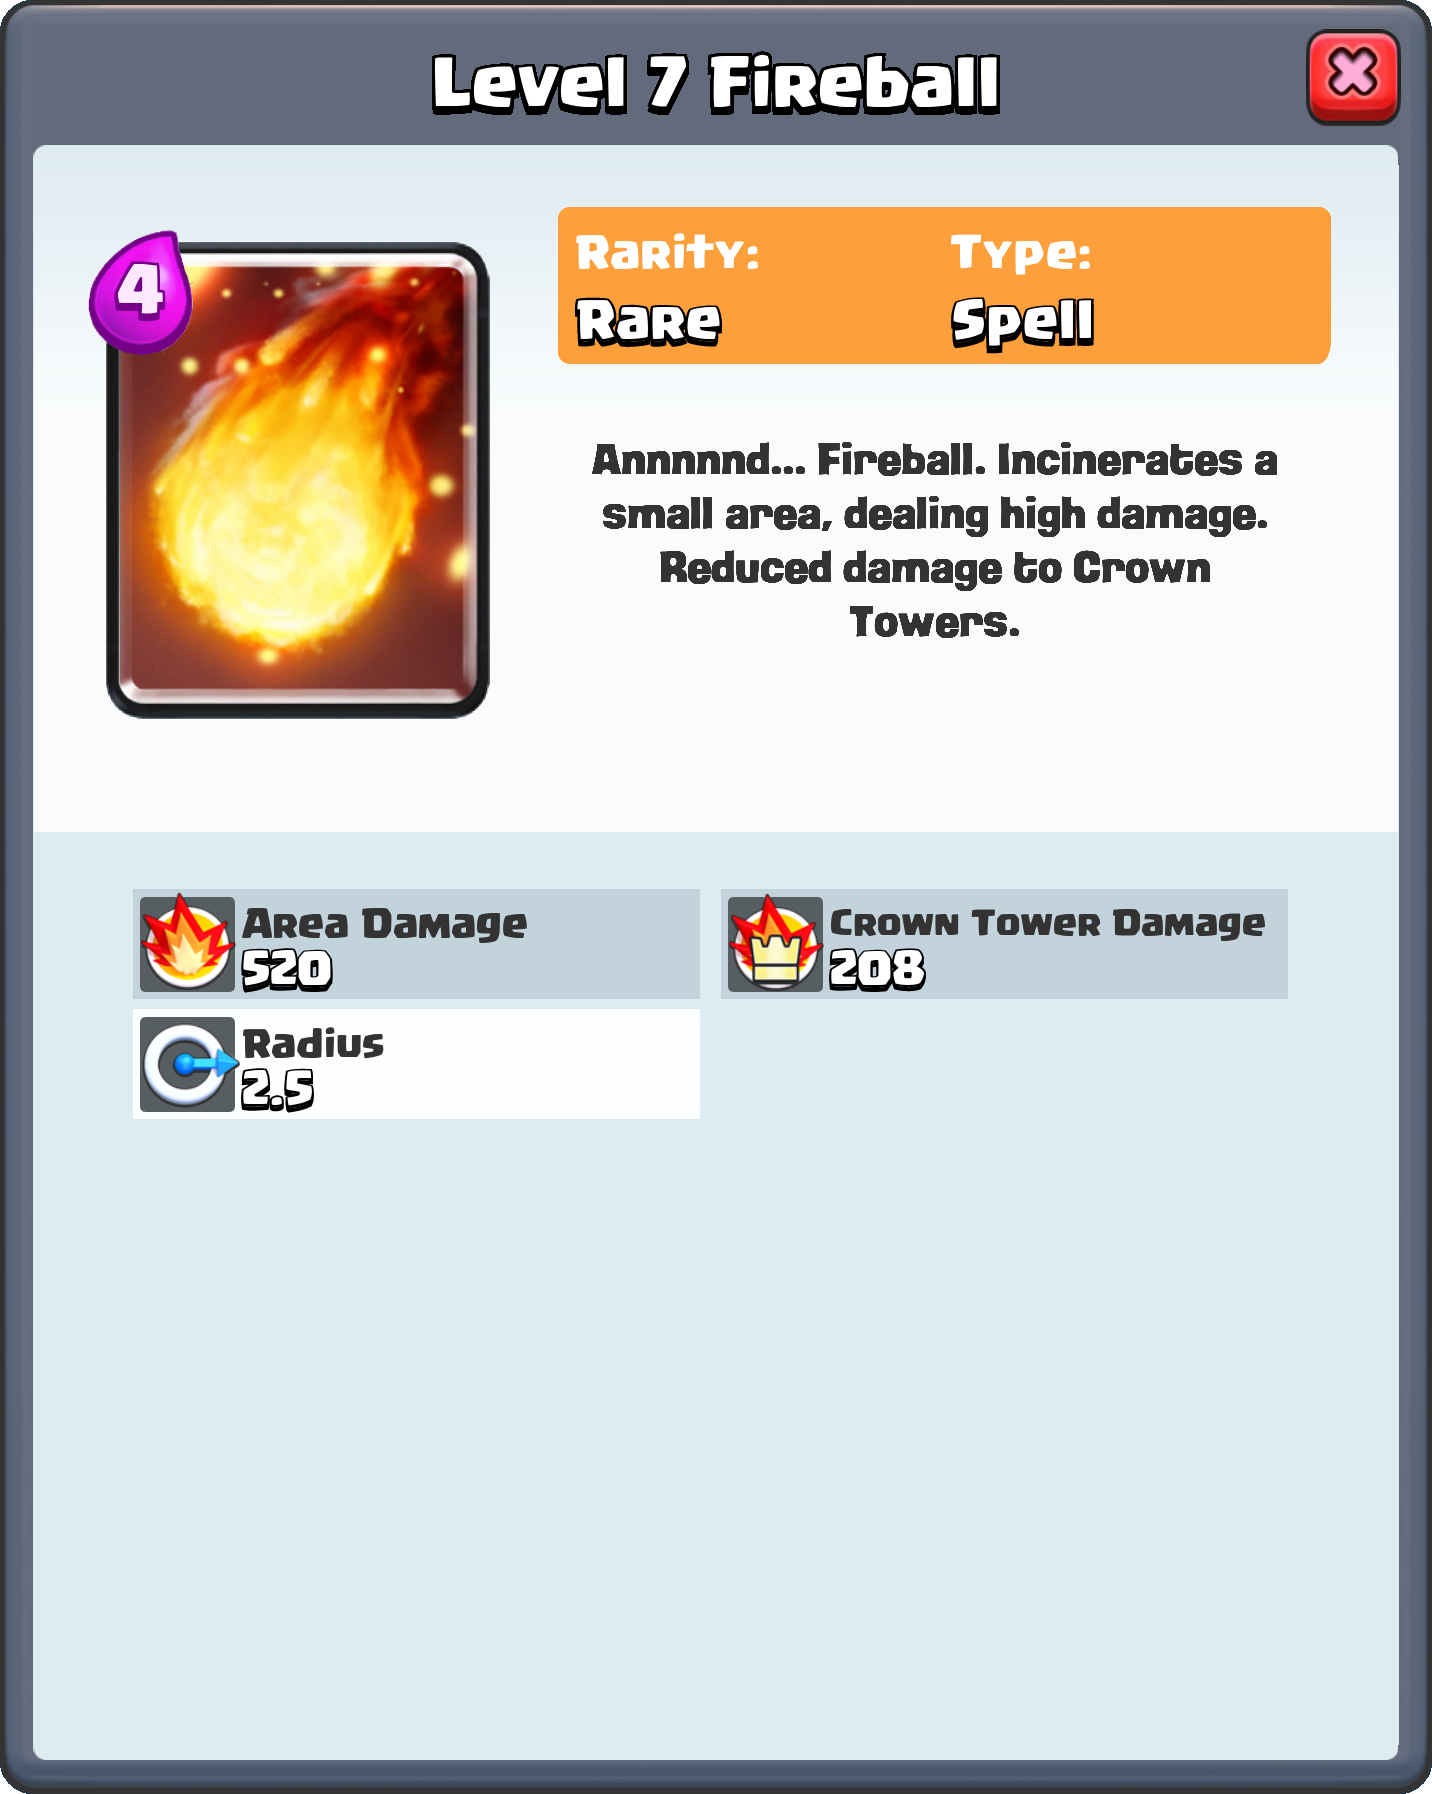 Level 7 Fireball
4
Rarity:
Rare
Type:
Spell
Annnnnd... Fireball. Incinerates a
small area, dealing high damage.
Reduced damage to Crown
Towers.
Area Damage
520
Crown Tower Damage
208
Radius
2.5